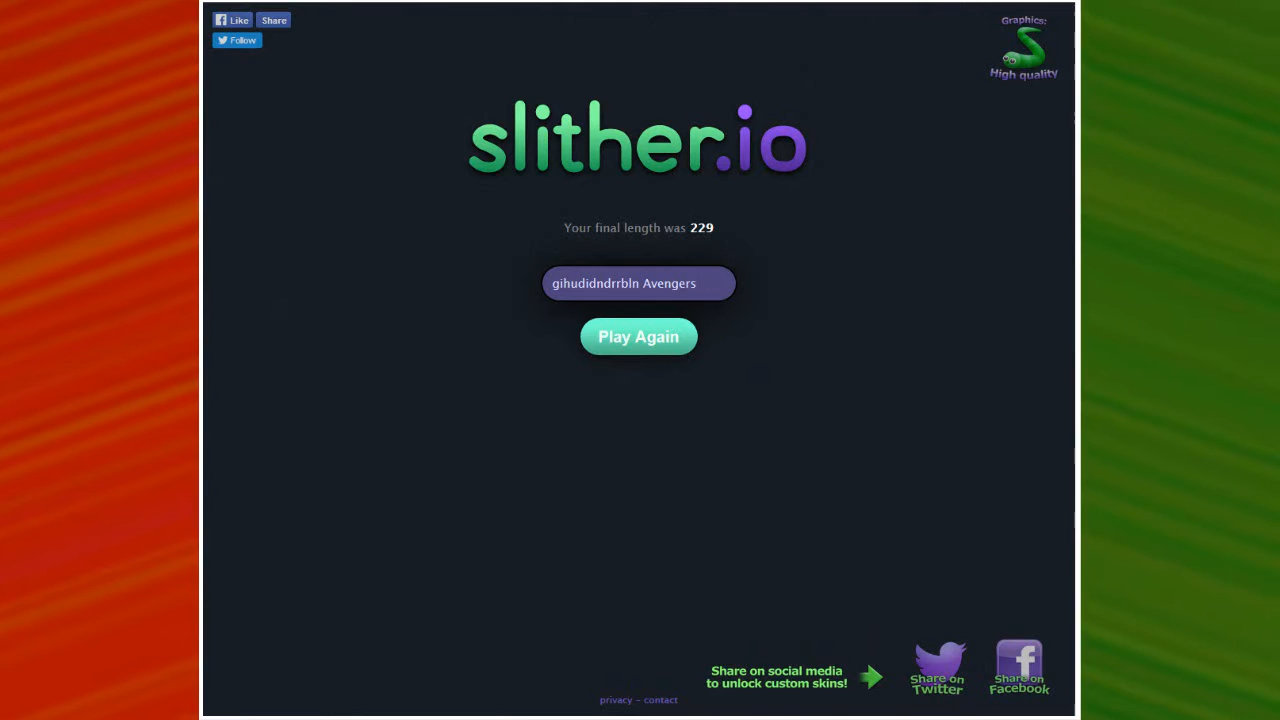 Like Share
Follow
Graphics:
High quality
slither.io
Your final length was 229
gihudidndrrbln Avengers
Play Again
Share on social media
to unlock custom skins!
Share on
Twitter
Share on
Facebook
privacy - contact